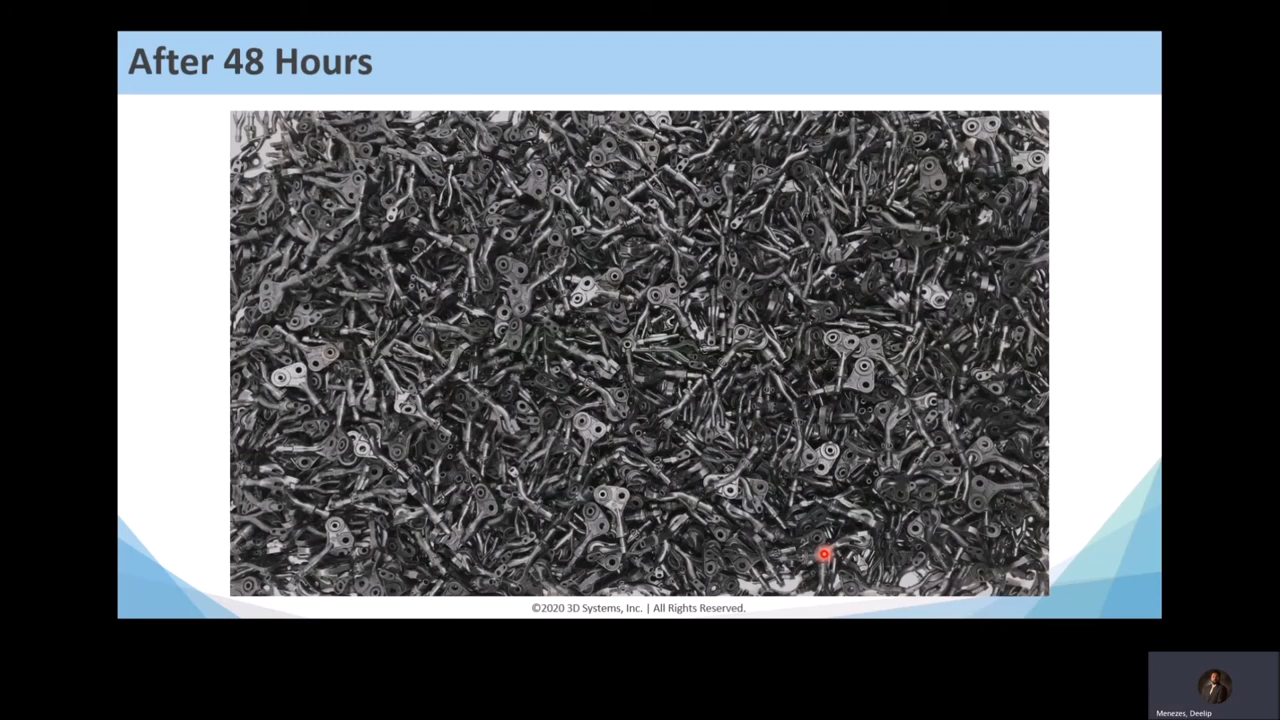 After 48 Hours
©2020 3D Systems, Inc. | All Rights Reserved.
Menezes, Deelip